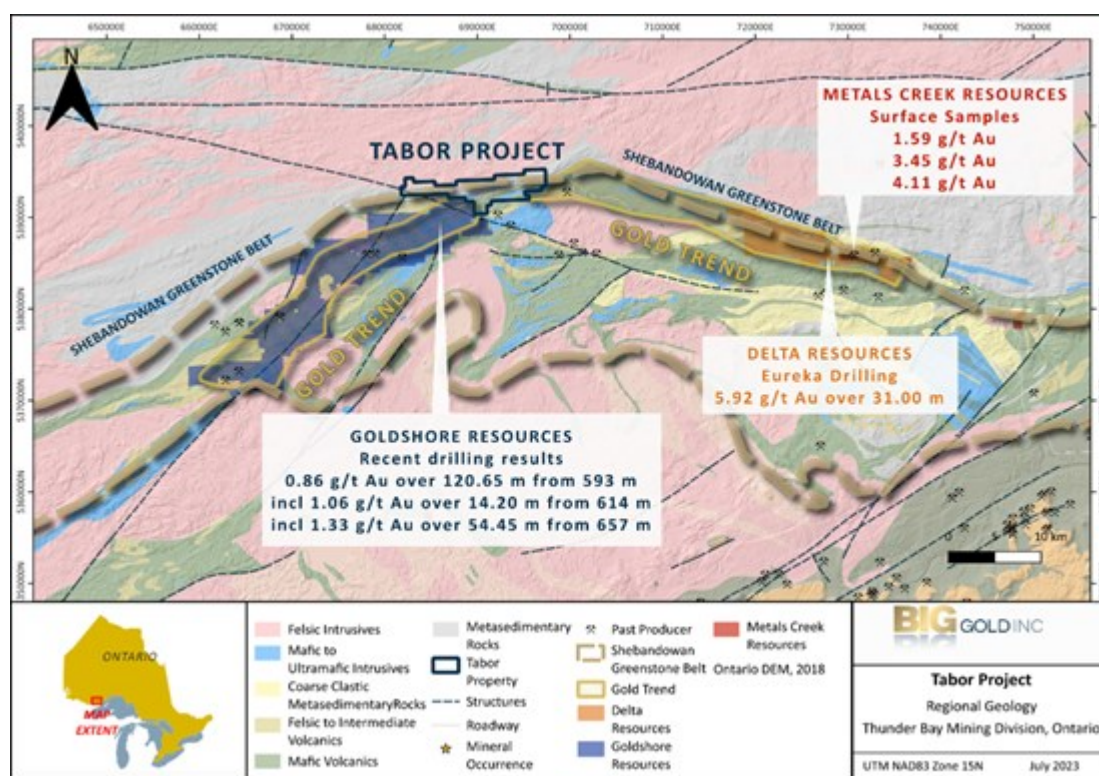 650000E
660000E
670000E
700000E
710000E
720000E
730000E
740000E
750000E
N
5400000N
5390000N
5380000N
5370000N
5360000N
METALS CREEK RESOURCES
Surface Samples
1.59 g/t Au
3.45 g/t Au
4.11 g/t Au
TABOR PROJECT
SHEBANDOWAN GREENSTONE BELT
GOLD TREND
SHEBANDOWAN GREENSTONE BELT
GOLD TREND
DELTA RESOURCES
Eureka Drilling
5.92 g/t Au over 31.00 m
GOLDSHORE RESOURCES
Recent drilling results
0.86 g/t Au over 120.65 m from 593 m
incl 1.06 g/t Au over 14.20 m from 614 m
incl 1.33 g/t Au over 54.45 m from 657 m
0 5 10 km
ONTARIO
MAP
EXTENT
Felsic Intrusives
Mafic to
Ultramafic Intrusives
Coarse Clastic
MetasedimentaryRocks
Felsic to Intermediate
Volcanics
Mafic Volcanics
Metasedimentary
Rocks
Tabor
Property
Structures
Roadway
Mineral
Occurrence
Past Producer
Shebandowan
Greenstone Belt
Gold Trend
Delta
Resources
Goldshore
Resources
Metals Creek
Resources
Ontario DEM, 2018
BIG GOLD INC
Tabor Project
Regional Geology
Thunder Bay Mining Division, Ontario
UTM NAD83 Zone 15N July 2023